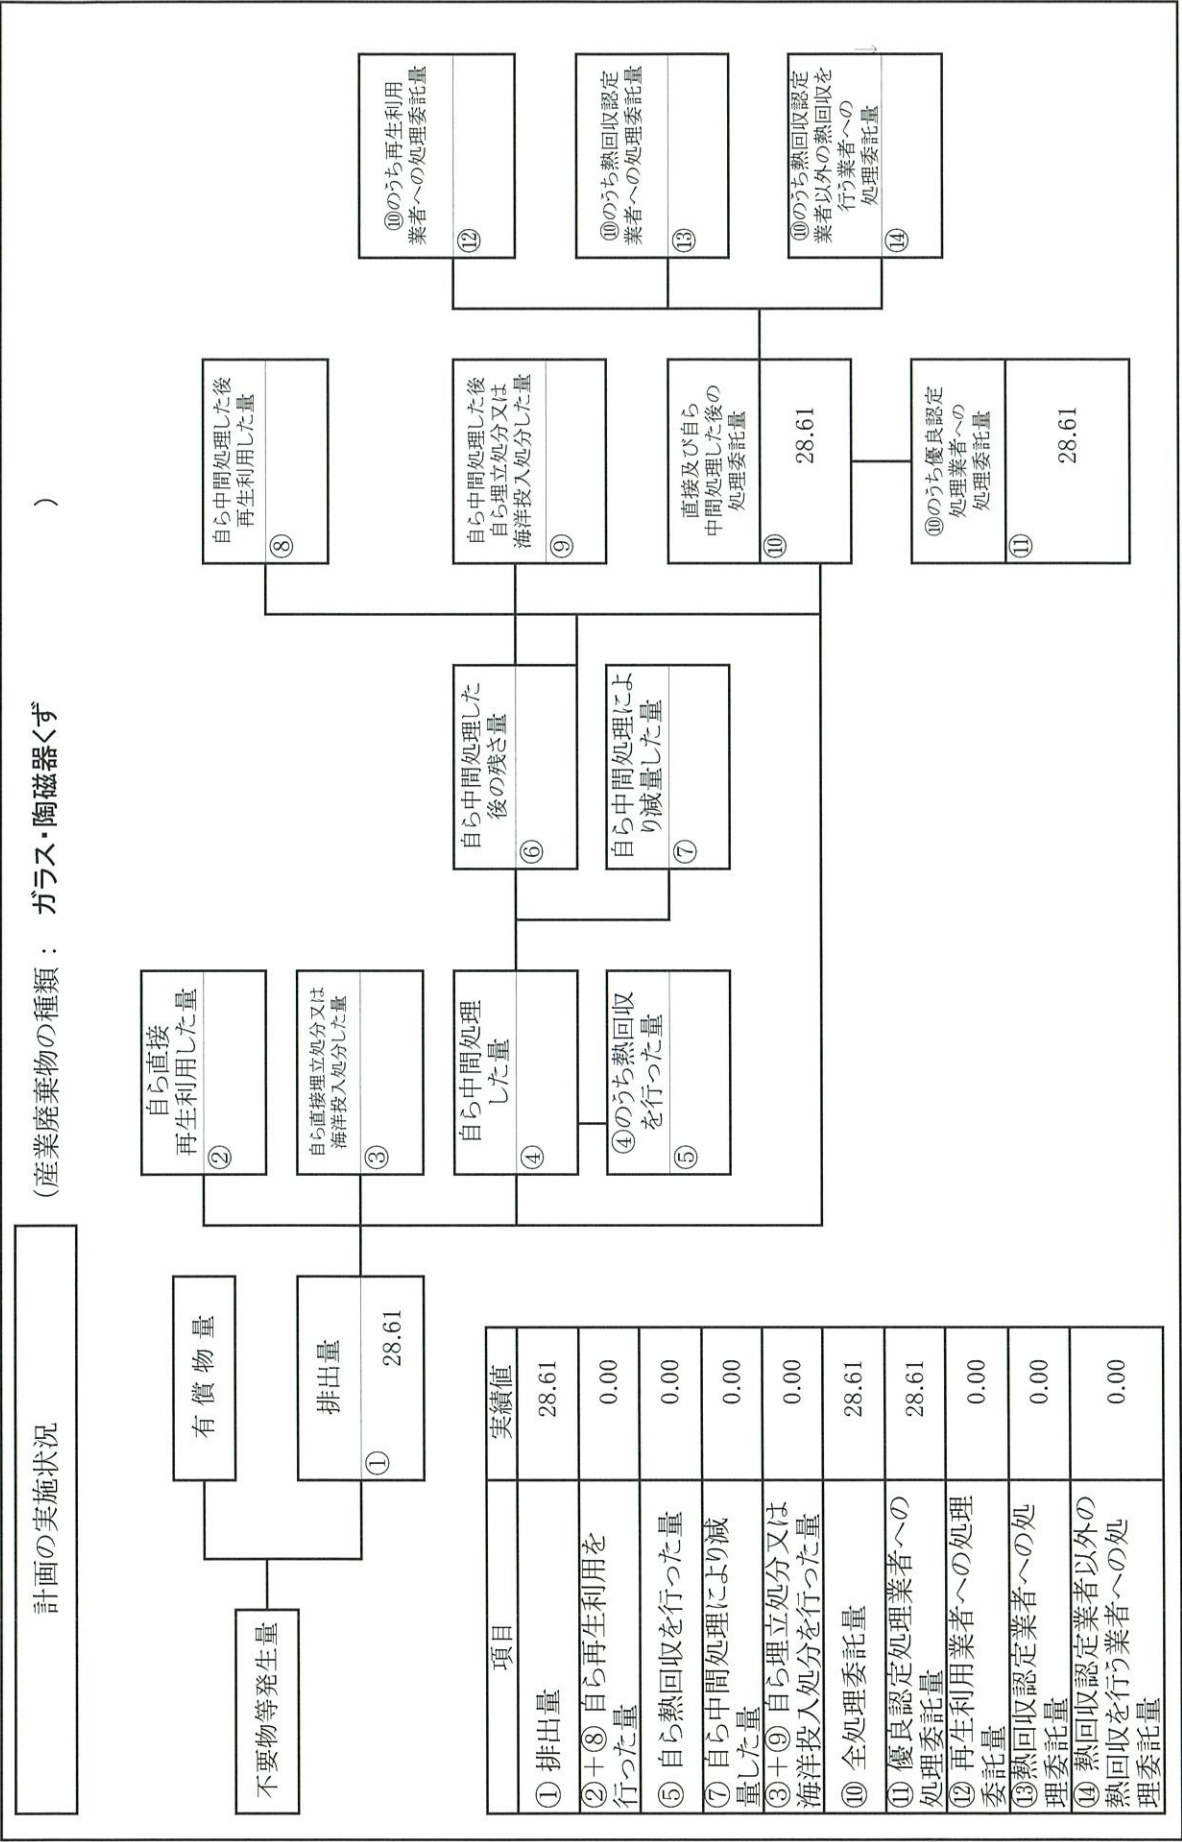 計画の実施状況
(産業廃棄物の種類： ガラス・陶磁器くず )
不要物等発生量
有償物量
排出量
① 28.61
自ら直接
再生利用した量
②
自ら直接埋立処分又は
海洋投入処分した量
③
自ら中間処理
した量
④
④のうち熱回収
を行った量
⑤
自ら中間処理した
後の残さ量
⑥
自ら中間処理によ
り減量した量
⑦
自ら中間処理した後
再生利用した量
⑧
自ら中間処理した後
自ら埋立処分又は
海洋投入処分した量
⑨
直接及び自ら
中間処理した後の
処理委託量
⑩ 28.61
⑩のうち優良認定
処理業者への
処理委託量
⑪ 28.61
⑩のうち再生利用
業者への処理委託量
⑫
⑩のうち熱回収認定
業者への処理委託量
⑬
⑩のうち熱回収認定
業者以外の熱回収を
行う業者への
処理委託量
⑭
項目 実績値
① 排出量 28.61
②＋⑧ 自ら再生利用を
行った量 0.00
⑤ 自ら熱回収を行った量 0.00
⑦ 自ら中間処理により減
量した量 0.00
③＋⑨ 自ら埋立処分又は
海洋投入処分を行った量 0.00
⑩ 全処理委託量 28.61
⑪ 優良認定処理業者への
処理委託量 28.61
⑫ 再生利用業者への処理
委託量 0.00
⑬熱回収認定業者への処
理委託量 0.00
⑭ 熱回収認定業者以外の
熱回収を行う業者への処
理委託量 0.00